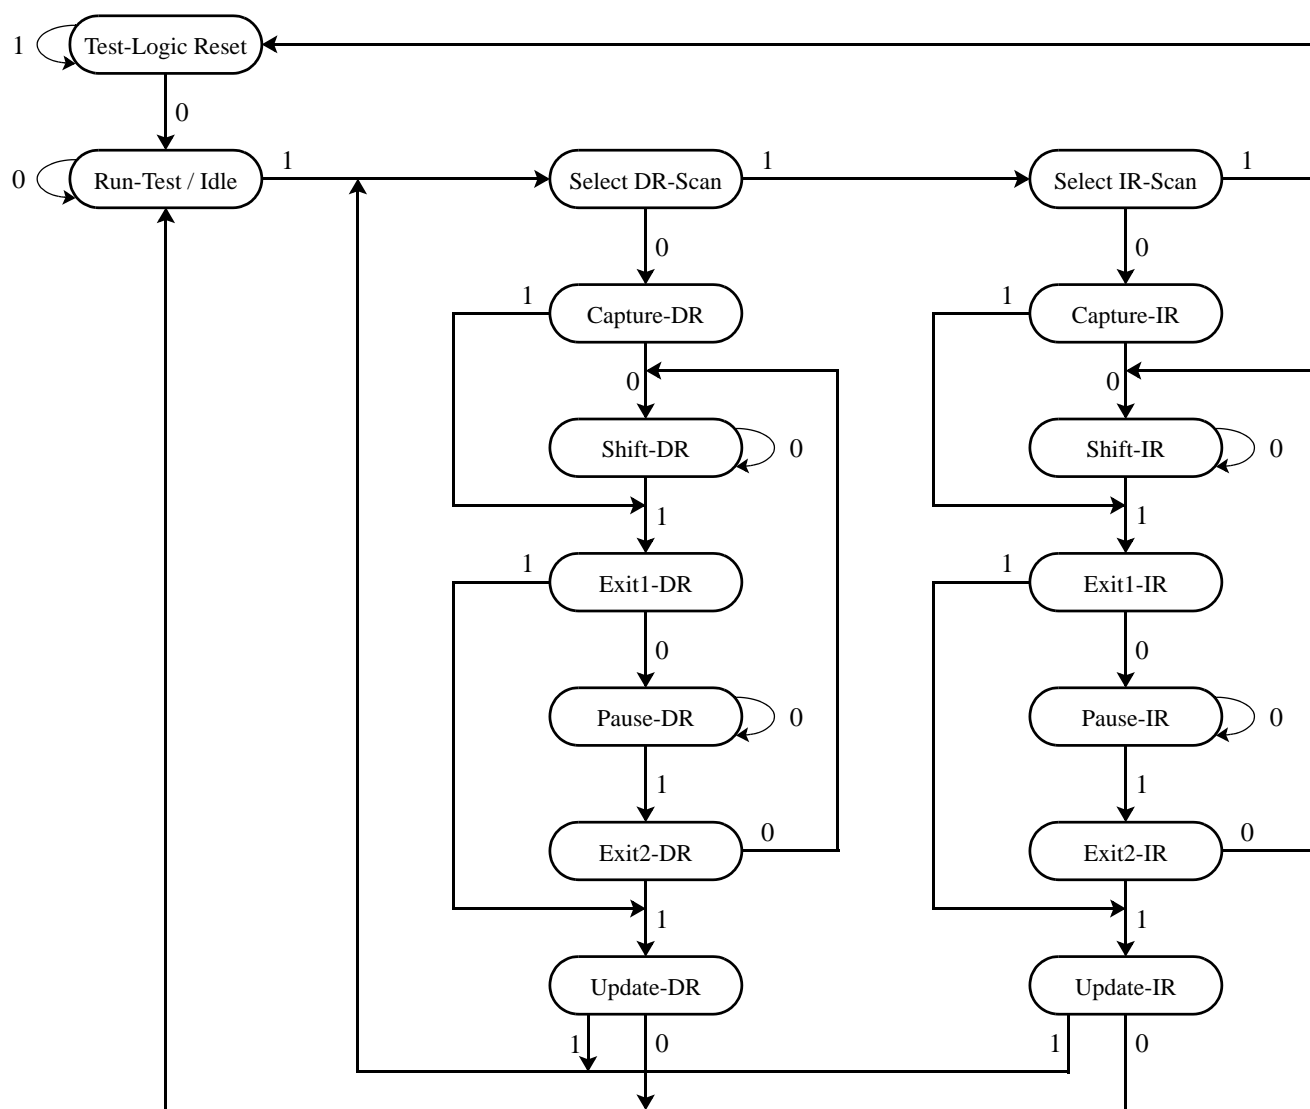 1
Test-Logic Reset
0
0
Run-Test / Idle
1
Select DR-Scan
1
Select IR-Scan
1
0
0
1
Capture-DR
1
Capture-IR
0
0
Shift-DR
0
Shift-IR
0
1
1
1
Exit1-DR
1
Exit1-IR
0
0
Pause-DR
0
Pause-IR
0
1
1
Exit2-DR
0
Exit2-IR
0
1
1
Update-DR
Update-IR
1
0
1
0